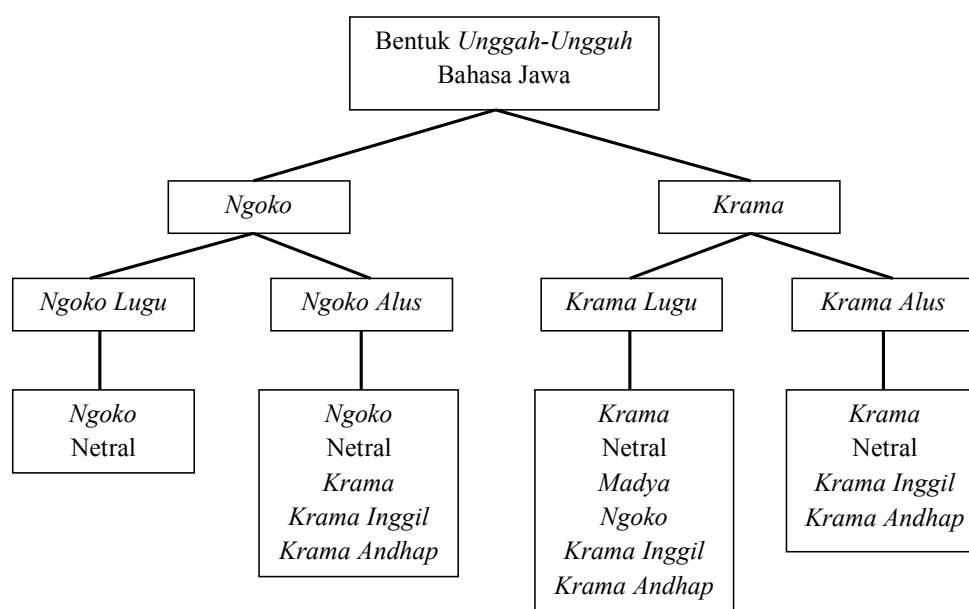 Bentuk Unggah-Ungguh
Bahasa Jawa
Ngoko
Krama
Ngoko Lugu
Ngoko Alus
Krama Lugu
Krama Alus
Ngoko
Netral
Ngoko
Netral
Krama
Krama Inggil
Krama Andhap
Krama
Netral
Madya
Ngoko
Krama Inggil
Krama Andhap
Krama
Netral
Krama Inggil
Krama Andhap